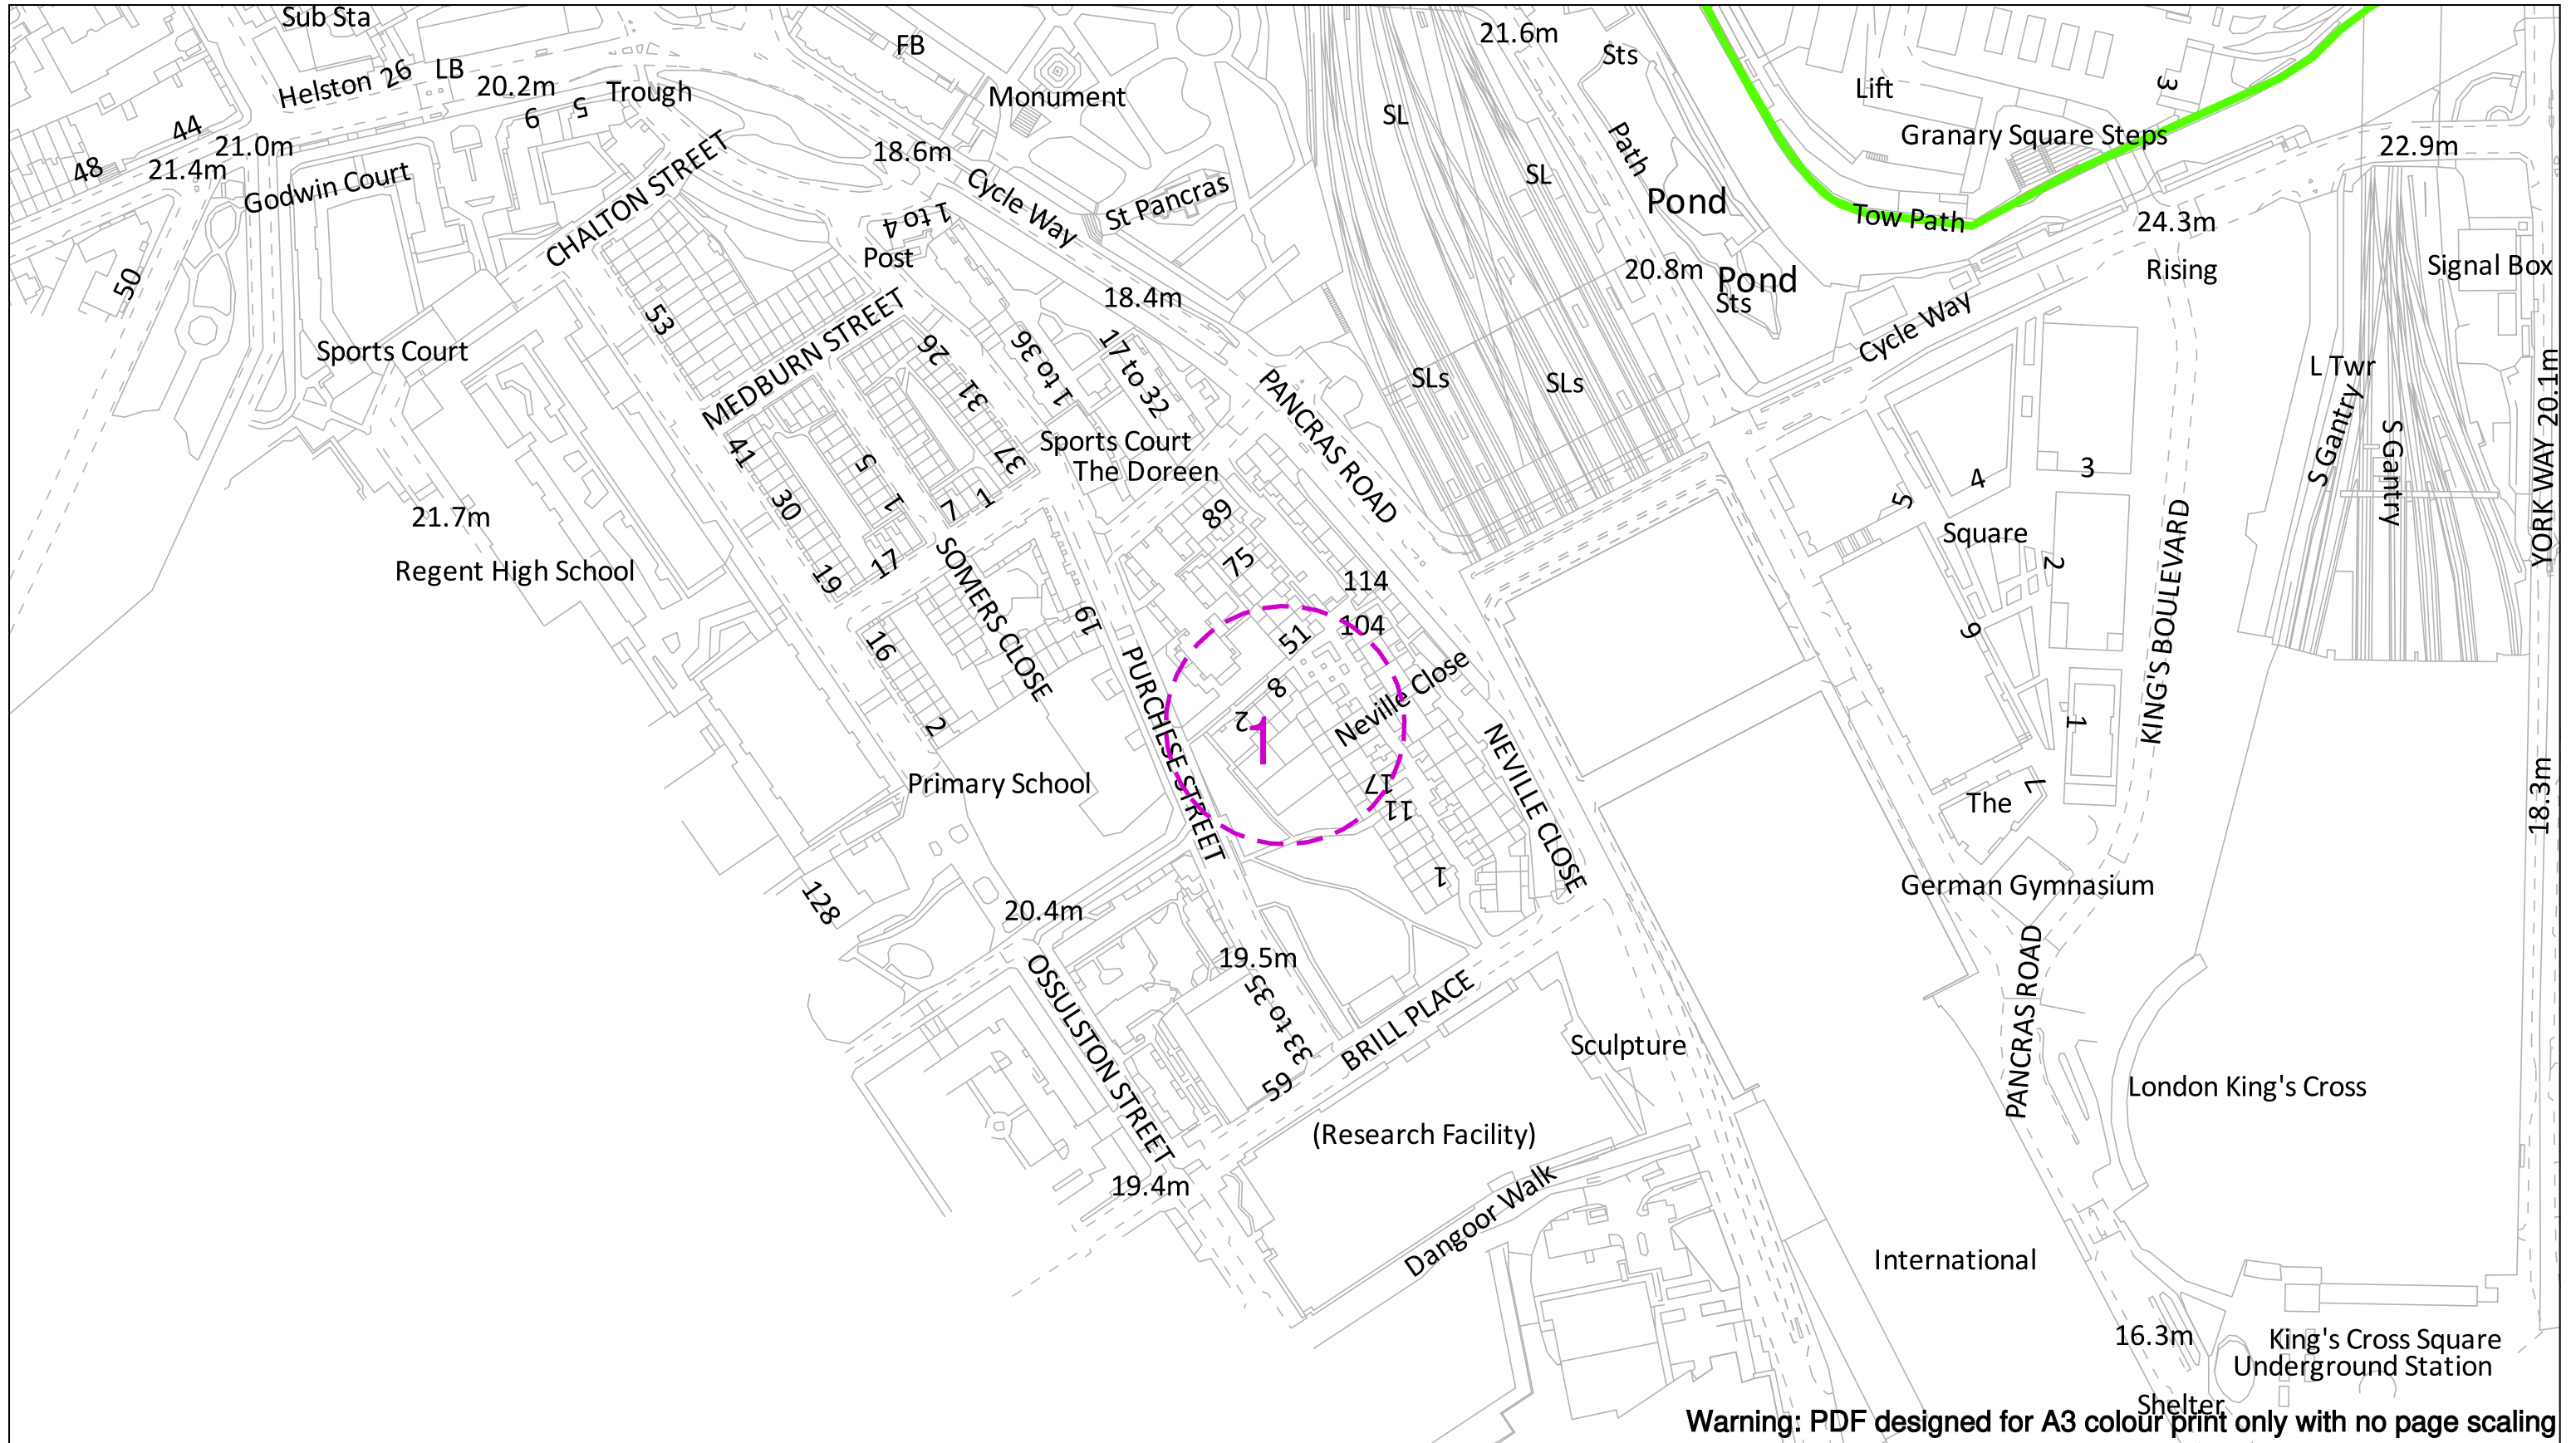 Sub Sta
FB
21.6m
Sts
Helston 26
LB
20.2m
Trough
Monument
Lift
3
44
9
5
SL
Granary Square Steps
21.0m
18.6m
22.9m
48
21.4m
Path
SL
Godwin Court
CHALTON STREET
Cycle Way
St Pancras
Pond
1 to 4
Tow Path
24.3m
Post
50
18.4m
20.8m
Pond
Sts
Rising
Signal Box
53
MEDBURN STREET
26
1 to 36
17 to 32
Cycle Way
Sports Court
L Twr
31
SLs
SLs
PANCRAS ROAD
20.1m
S Gantry
S Gantry
41
5
37
Sports Court
The Doreen
4
3
30
1
7
1
89
5
YORK WAY
21.7m
Square
KING'S BOULEVARD
Regent High School
19
17
SOMERS CLOSE
75
114
2
19
104
51
6
16
PURCHESE STREET
Neville Close
8
2
1
2
1
NEVILLE CLOSE
Primary School
17
11
7
The
18.3m
1
128
German Gymnasium
20.4m
19.5m
OSSULSTON STREET
33 to 35
BRILL PLACE
PANCRAS ROAD
Sculpture
59
London King's Cross
(Research Facility)
19.4m
Dangoor Walk
International
16.3m
King's Cross Square
Underground Station
Shelter
Warning: PDF designed for A3 colour print only with no page scaling